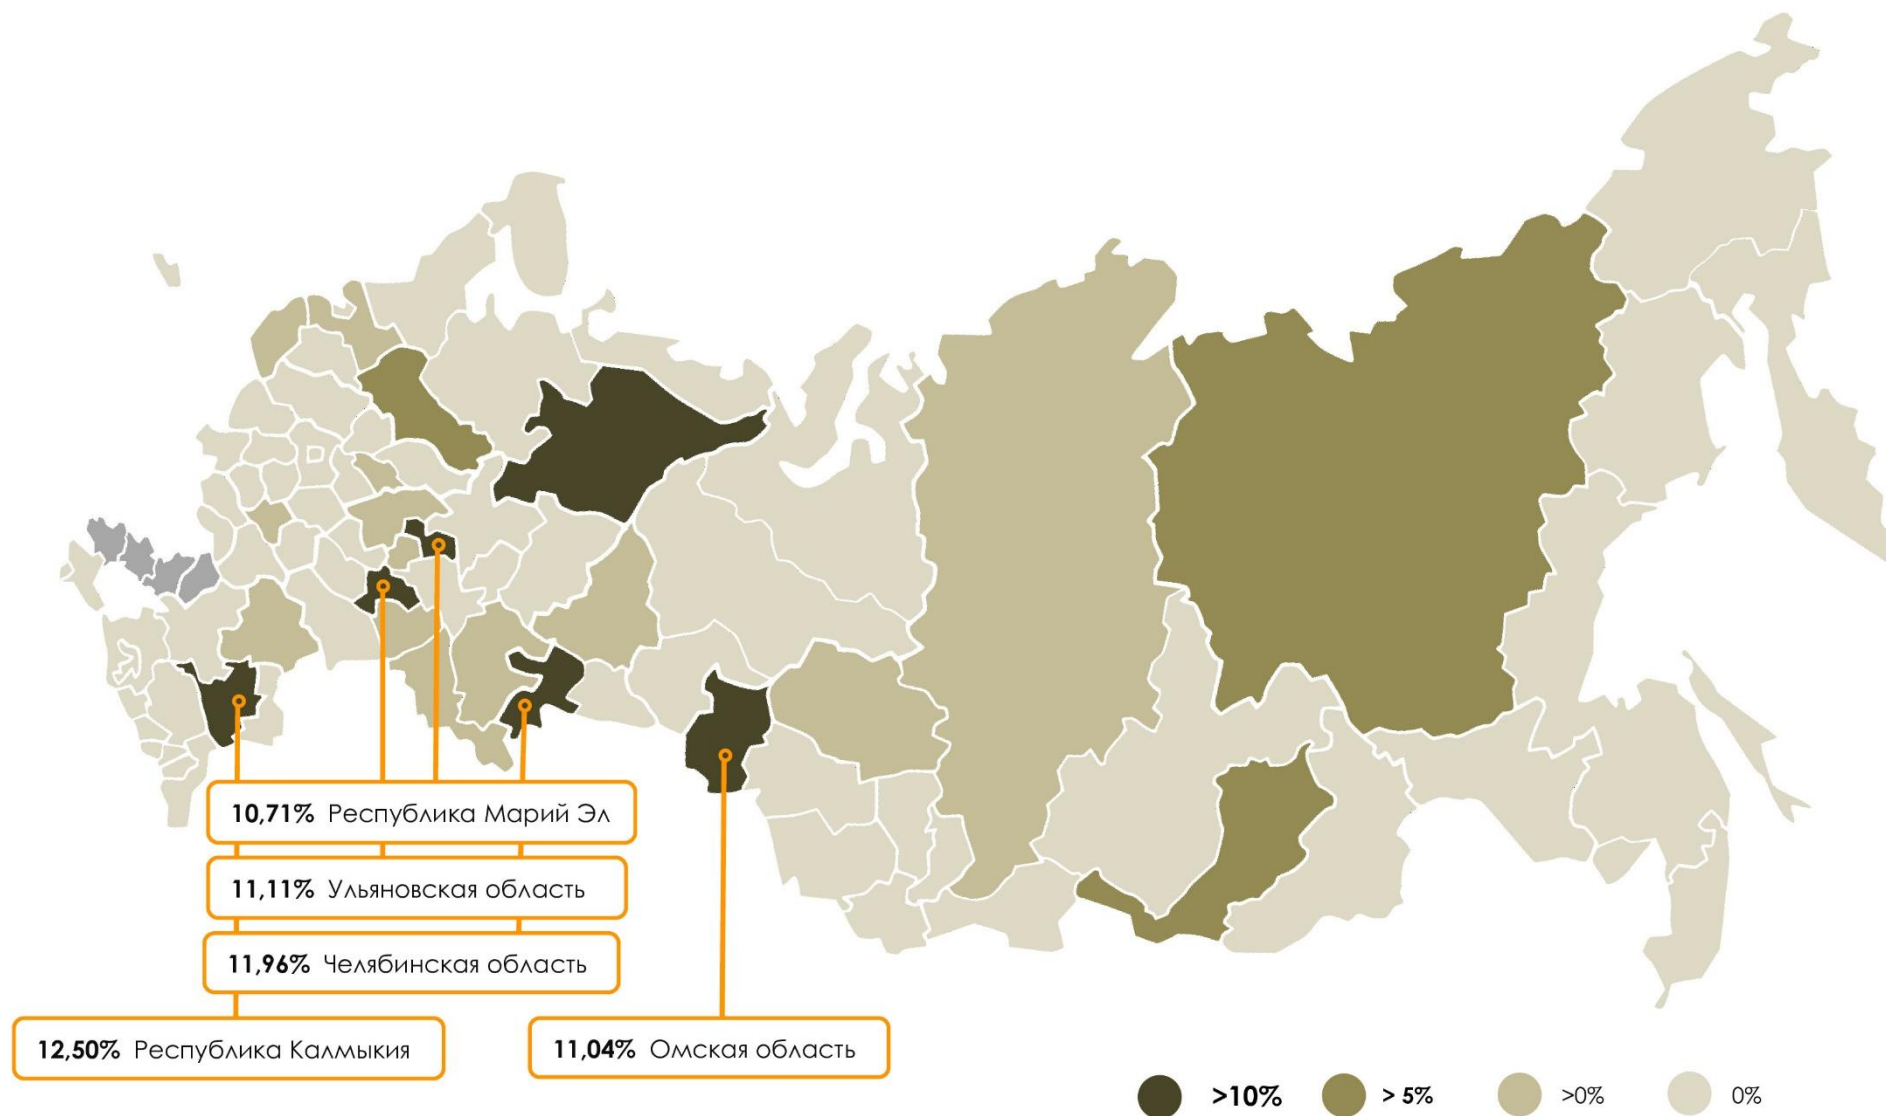 10,71% Республика Марий Эл
11,11% Ульяновская область
11,96% Челябинская область
12,50% Республика Калмыкия
11,04% Омская область
>10%
> 5%
>0%
0%